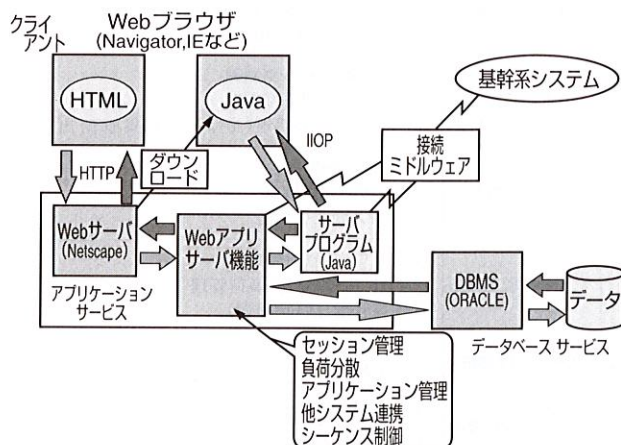 クライ
アント
Webブラウザ
(Navigator,IEなど)
HTML
Java
基幹系システム
HTTP
ダウン
ロード
IIOP
接続
ミドルウェア
Webサーバ
(Netscape)
Webアプリ
サーバ機能
サーバ
プログラム
(Java)
アプリケーション
サービス
DBMS
(ORACLE)
データ
データベース サービス
セッション管理
負荷分散
アプリケーション管理
他システム連携
シーケンス制御